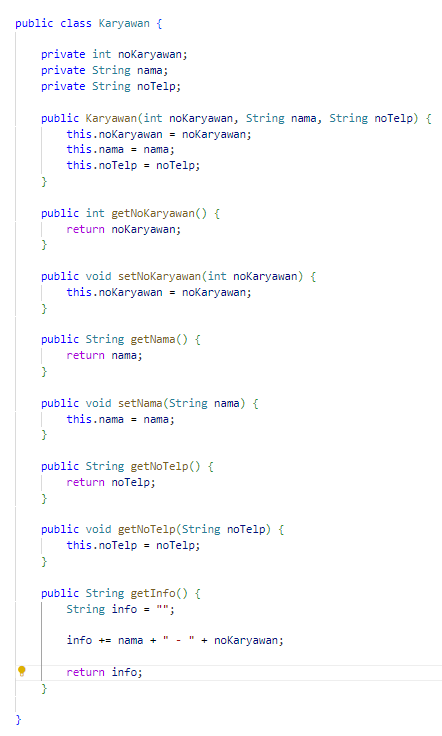 public class Karyawan {
private int noKaryawan;
private String nama;
private String noTelp;
public Karyawan(int noKaryawan, String nama, String noTelp) {
this.noKaryawan = noKaryawan;
this.nama = nama;
this.noTelp = noTelp;
}
public int getNoKaryawan() {
return noKaryawan;
}
public void setNoKaryawan(int noKaryawan) {
this.noKaryawan = noKaryawan;
}
public String getNama() {
return nama;
}
public void setNama(String nama) {
this.nama = nama;
}
public String getNoTelp() {
return noTelp;
}
public void getNoTelp(String noTelp) {
this.noTelp = noTelp;
}
public String getInfo() {
String info = "";
info += nama + " - " + noKaryawan;
return info;
}
}